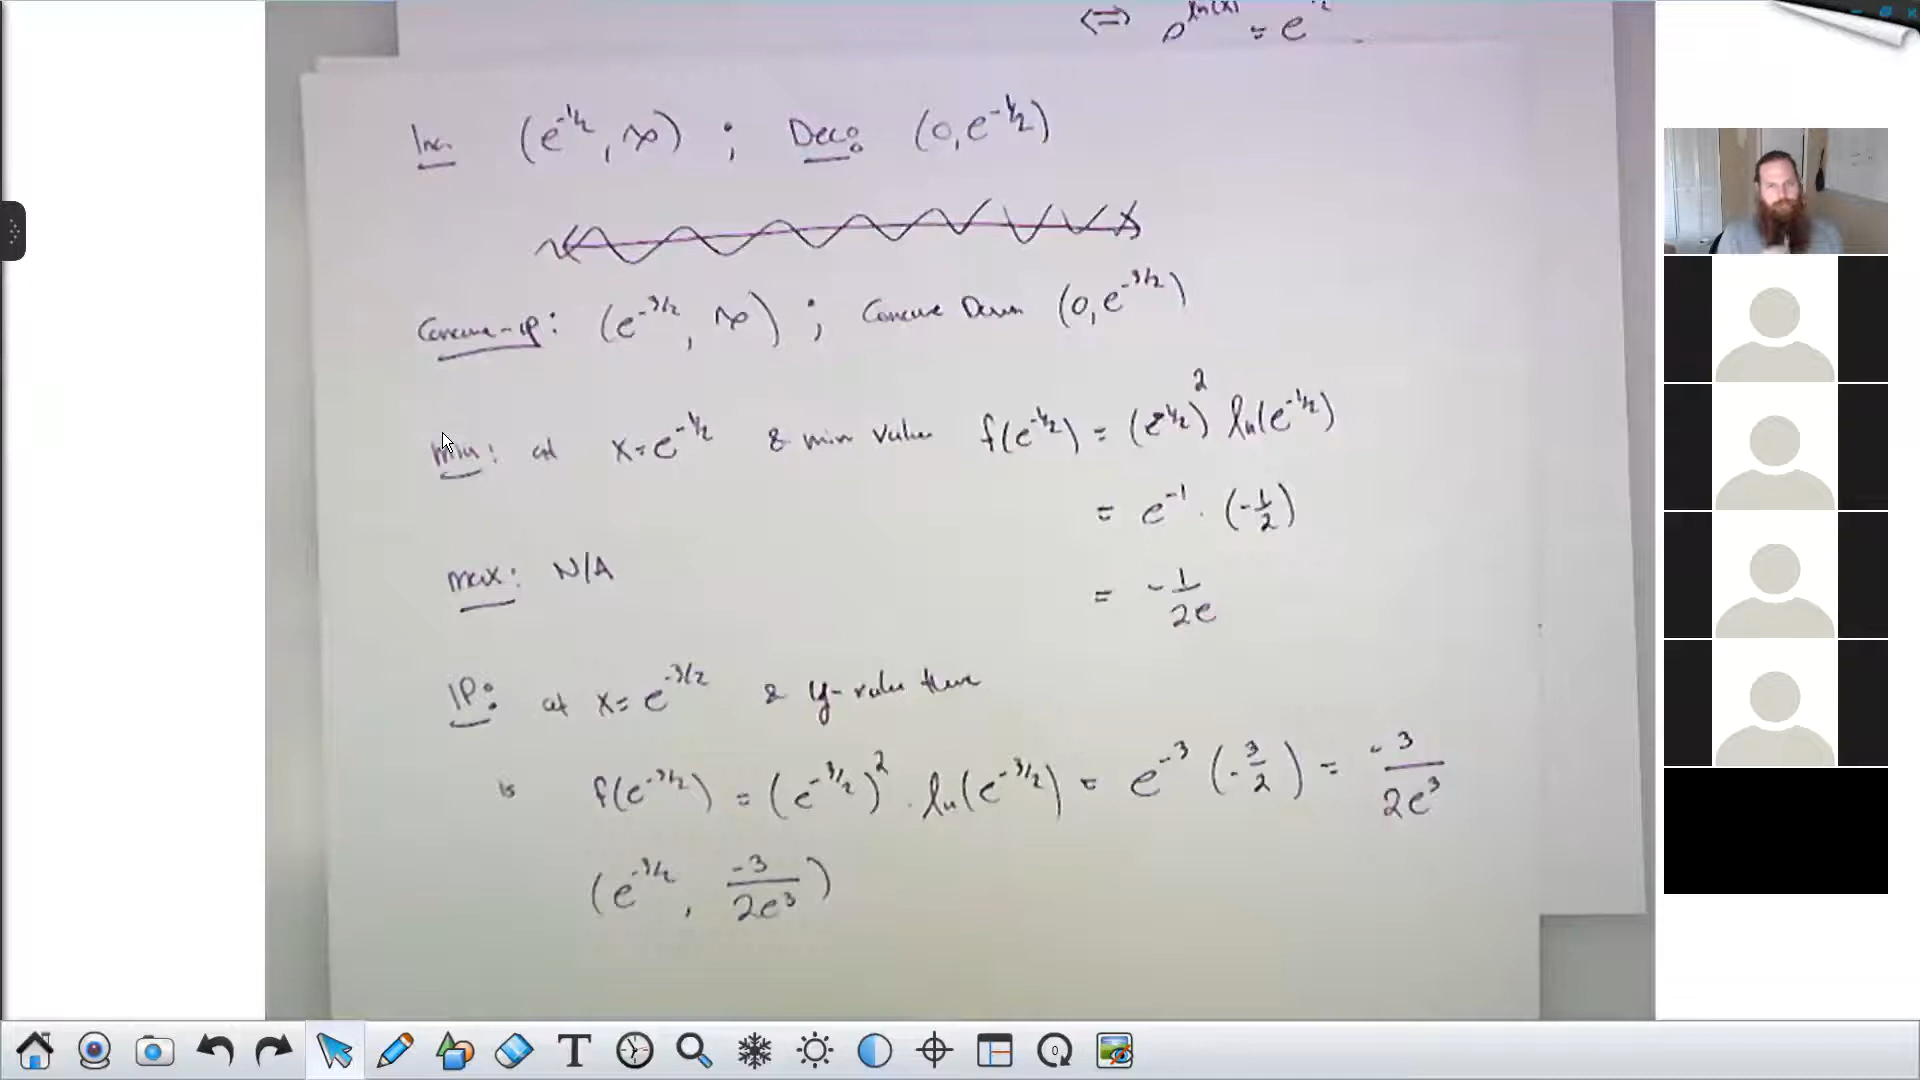 ⇔ e^ln(x) = e
Inc. (e^-1/2, ∞) ; Dec: (0, e^-1/2)
Concave-up: (e^-3/2, ∞) ; Concave Down (0, e^-3/2)
min: at x = e^-1/2 & min value f(e^-1/2) = (e^-1/2)^2 ln(e^-1/2)
= e^-1 · (-1/2)
max: N/A
= -1/2e
IP: at x = e^-3/2 & y-value there
is f(e^-3/2) = (e^-3/2)^2 · ln(e^-3/2) = e^-3 (-3/2) = -3/2e^3
(e^-3/2, -3/2e^3)
T
0